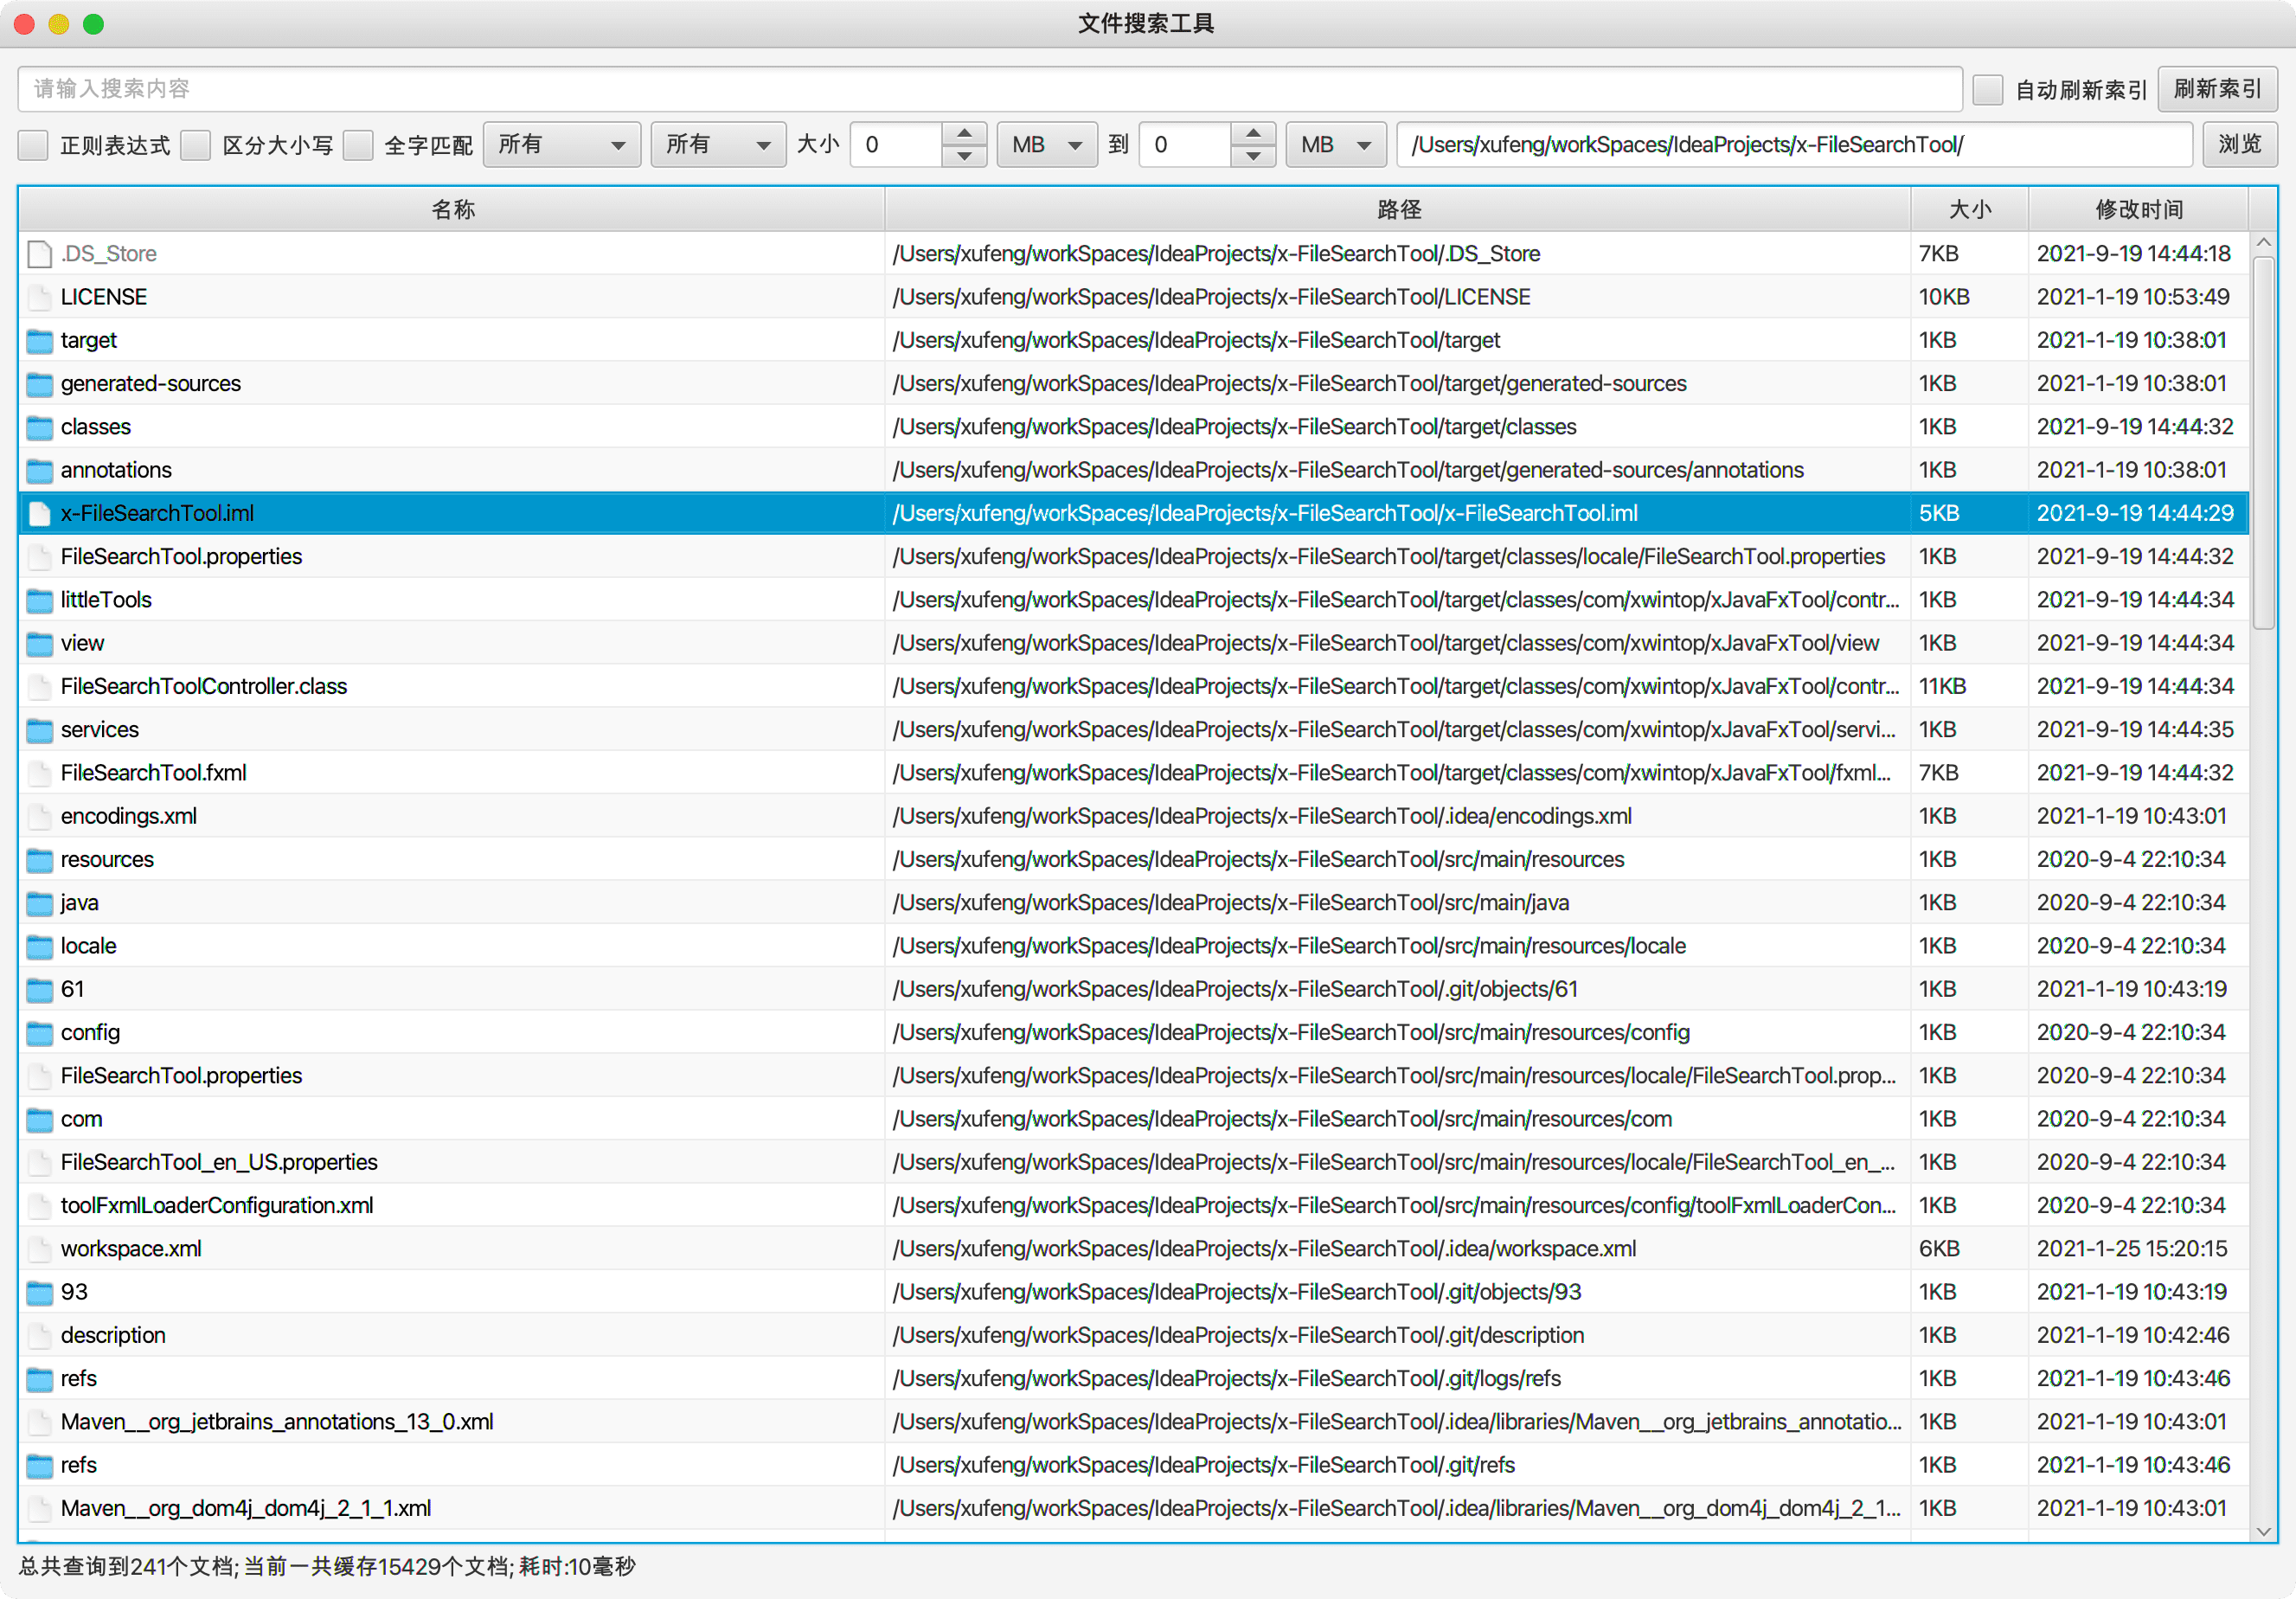 文件搜索工具
请输入搜索内容 自动刷新索引 刷新索引
正则表达式 区分大小写 全字匹配 所有 所有 大小 0 MB 到 0 MB /Users/xufeng/workSpaces/IdeaProjects/x-FileSearchTool/ 浏览
名称 路径 大小 修改时间
.DS_Store /Users/xufeng/workSpaces/IdeaProjects/x-FileSearchTool/.DS_Store 7KB 2021-9-19 14:44:18
LICENSE /Users/xufeng/workSpaces/IdeaProjects/x-FileSearchTool/LICENSE 10KB 2021-1-19 10:53:49
target /Users/xufeng/workSpaces/IdeaProjects/x-FileSearchTool/target 1KB 2021-1-19 10:38:01
generated-sources /Users/xufeng/workSpaces/IdeaProjects/x-FileSearchTool/target/generated-sources 1KB 2021-1-19 10:38:01
classes /Users/xufeng/workSpaces/IdeaProjects/x-FileSearchTool/target/classes 1KB 2021-9-19 14:44:32
annotations /Users/xufeng/workSpaces/IdeaProjects/x-FileSearchTool/target/generated-sources/annotations 1KB 2021-1-19 10:38:01
x-FileSearchTool.iml /Users/xufeng/workSpaces/IdeaProjects/x-FileSearchTool/x-FileSearchTool.iml 5KB 2021-9-19 14:44:29
FileSearchTool.properties /Users/xufeng/workSpaces/IdeaProjects/x-FileSearchTool/target/classes/locale/FileSearchTool.properties 1KB 2021-9-19 14:44:32
littleTools /Users/xufeng/workSpaces/IdeaProjects/x-FileSearchTool/target/classes/com/xwintop/xJavaFxTool/contr... 1KB 2021-9-19 14:44:34
view /Users/xufeng/workSpaces/IdeaProjects/x-FileSearchTool/target/classes/com/xwintop/xJavaFxTool/view 1KB 2021-9-19 14:44:34
FileSearchToolController.class /Users/xufeng/workSpaces/IdeaProjects/x-FileSearchTool/target/classes/com/xwintop/xJavaFxTool/contr... 11KB 2021-9-19 14:44:34
services /Users/xufeng/workSpaces/IdeaProjects/x-FileSearchTool/target/classes/com/xwintop/xJavaFxTool/servi... 1KB 2021-9-19 14:44:35
FileSearchTool.fxml /Users/xufeng/workSpaces/IdeaProjects/x-FileSearchTool/target/classes/com/xwintop/xJavaFxTool/fxml... 7KB 2021-9-19 14:44:32
encodings.xml /Users/xufeng/workSpaces/IdeaProjects/x-FileSearchTool/.idea/encodings.xml 1KB 2021-1-19 10:43:01
resources /Users/xufeng/workSpaces/IdeaProjects/x-FileSearchTool/src/main/resources 1KB 2020-9-4 22:10:34
java /Users/xufeng/workSpaces/IdeaProjects/x-FileSearchTool/src/main/java 1KB 2020-9-4 22:10:34
locale /Users/xufeng/workSpaces/IdeaProjects/x-FileSearchTool/src/main/resources/locale 1KB 2020-9-4 22:10:34
61 /Users/xufeng/workSpaces/IdeaProjects/x-FileSearchTool/.git/objects/61 1KB 2021-1-19 10:43:19
config /Users/xufeng/workSpaces/IdeaProjects/x-FileSearchTool/src/main/resources/config 1KB 2020-9-4 22:10:34
FileSearchTool.properties /Users/xufeng/workSpaces/IdeaProjects/x-FileSearchTool/src/main/resources/locale/FileSearchTool.prop... 1KB 2020-9-4 22:10:34
com /Users/xufeng/workSpaces/IdeaProjects/x-FileSearchTool/src/main/resources/com 1KB 2020-9-4 22:10:34
FileSearchTool_en_US.properties /Users/xufeng/workSpaces/IdeaProjects/x-FileSearchTool/src/main/resources/locale/FileSearchTool_en_... 1KB 2020-9-4 22:10:34
toolFxmlLoaderConfiguration.xml /Users/xufeng/workSpaces/IdeaProjects/x-FileSearchTool/src/main/resources/config/toolFxmlLoaderCon... 1KB 2020-9-4 22:10:34
workspace.xml /Users/xufeng/workSpaces/IdeaProjects/x-FileSearchTool/.idea/workspace.xml 6KB 2021-1-25 15:20:15
93 /Users/xufeng/workSpaces/IdeaProjects/x-FileSearchTool/.git/objects/93 1KB 2021-1-19 10:43:19
description /Users/xufeng/workSpaces/IdeaProjects/x-FileSearchTool/.git/description 1KB 2021-1-19 10:42:46
refs /Users/xufeng/workSpaces/IdeaProjects/x-FileSearchTool/.git/logs/refs 1KB 2021-1-19 10:43:46
Maven__org_jetbrains_annotations_13_0.xml /Users/xufeng/workSpaces/IdeaProjects/x-FileSearchTool/.idea/libraries/Maven__org_jetbrains_annotatio... 1KB 2021-1-19 10:43:01
refs /Users/xufeng/workSpaces/IdeaProjects/x-FileSearchTool/.git/refs 1KB 2021-1-19 10:43:46
Maven__org_dom4j_dom4j_2_1_1.xml /Users/xufeng/workSpaces/IdeaProjects/x-FileSearchTool/.idea/libraries/Maven__org_dom4j_dom4j_2_1... 1KB 2021-1-19 10:43:01
总共查询到241个文档;当前一共缓存15429个文档;耗时:10毫秒